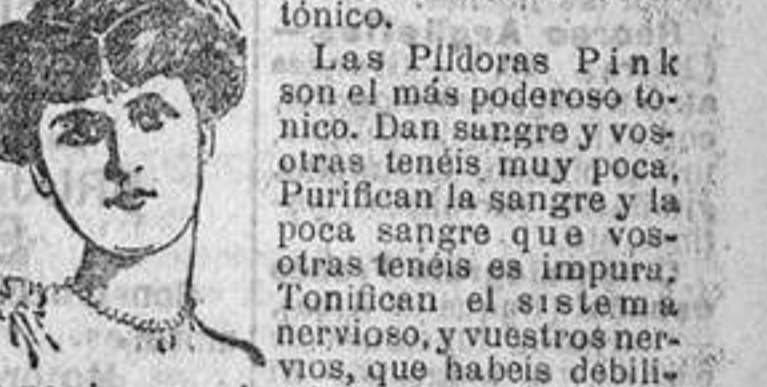 tónico.
Las Píldoras Pink
son el más poderoso to-
nico. Dan sangre y vos-
otras tenéis muy poca,
Purifican la sangre y la
poca sangre que vos-
otras tenéis es impura,
Tonifican el sistema
nervioso, y vuestros ner-
vios, que habeis debili-